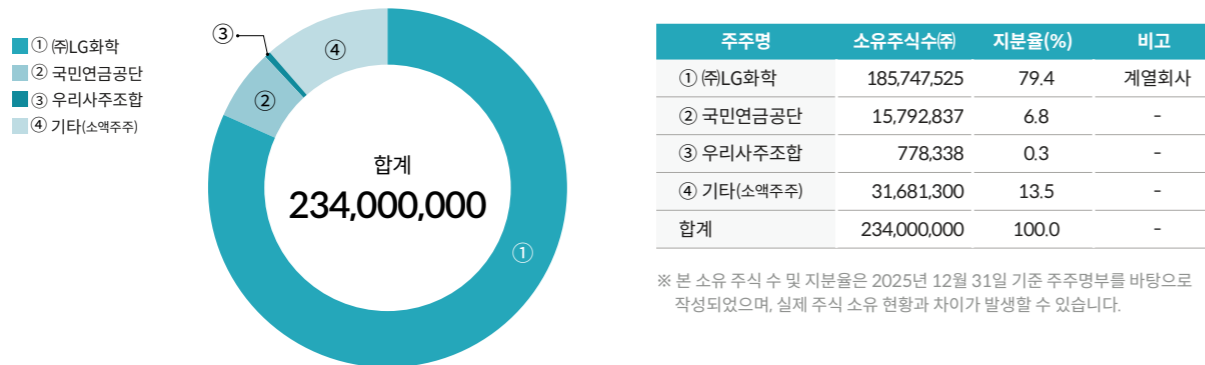 ① ㈜LG화학
② 국민연금공단
③ 우리사주조합
④ 기타(소액주주)
③
④
②
합계
234,000,000
①
주주명 소유주식수㈜ 지분율(%) 비고
① ㈜LG화학 185,747,525 79.4 계열회사
② 국민연금공단 15,792,837 6.8 -
③ 우리사주조합 778,338 0.3 -
④ 기타(소액주주) 31,681,300 13.5 -
합계 234,000,000 100.0 -
※ 본 소유 주식 수 및 지분율은 2025년 12월 31일 기준 주주명부를 바탕으로
작성되었으며, 실제 주식 소유 현황과 차이가 발생할 수 있습니다.